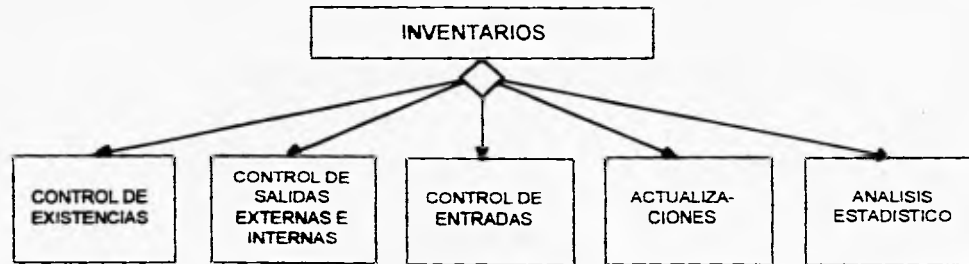 INVENTARIOS
CONTROL DE
EXISTENCIAS
CONTROL DE
SALIDAS
EXTERNAS E
INTERNAS
CONTROL DE
ENTRADAS
ACTUALIZA-
CIONES
ANALISIS
ESTADISTICO